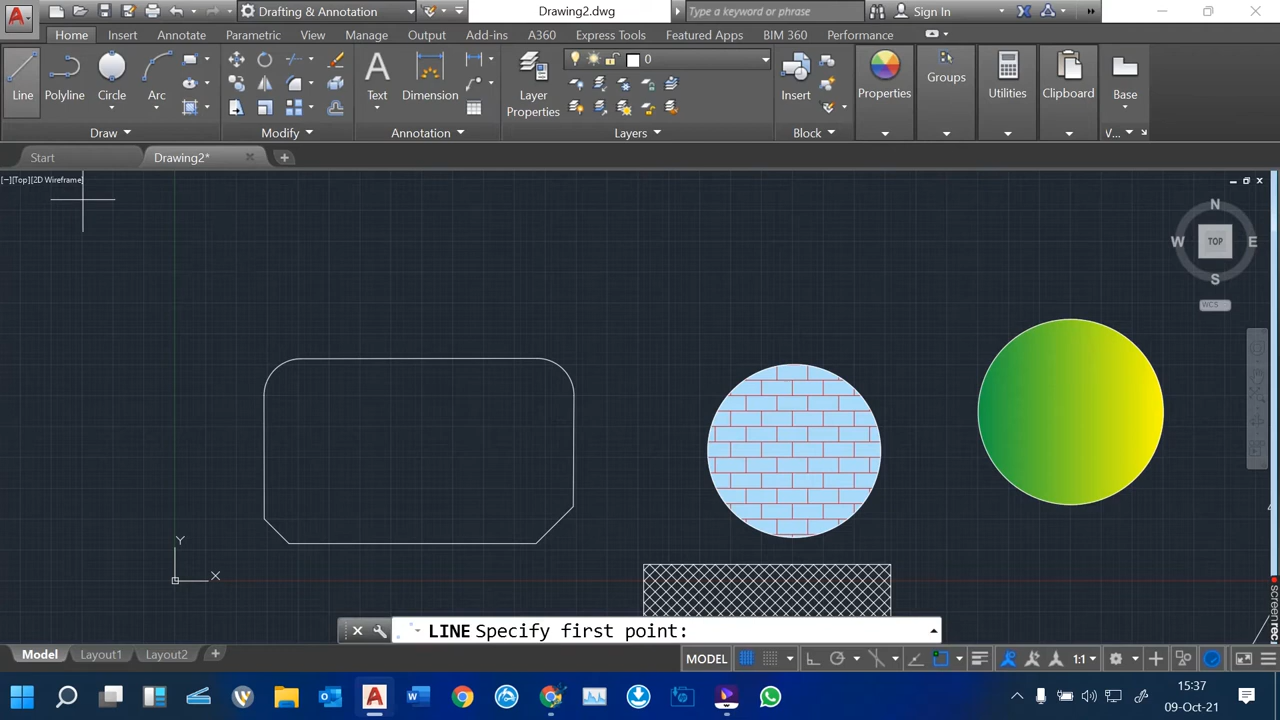 A
Drafting & Annotation
Drawing2.dwg
Type a keyword or phrase
Sign In
Home
Insert
Annotate
Parametric
View
Manage
Output
Add-ins
A360
Express Tools
Featured Apps
BIM 360
Performance
Line
Polyline
Circle
Arc
Draw
Modify
Text
Dimension
Annotation
Layer
Properties
0
Layers
Insert
Block
Properties
Groups
Utilities
Clipboard
Base
V...
Start
Drawing2*
[−][Top][2D Wireframe]
N
W
TOP
E
S
WCS
Y
X
LINE Specify first point:
Model
Layout1
Layout2
MODEL
1:1
15:37
09-Oct-21